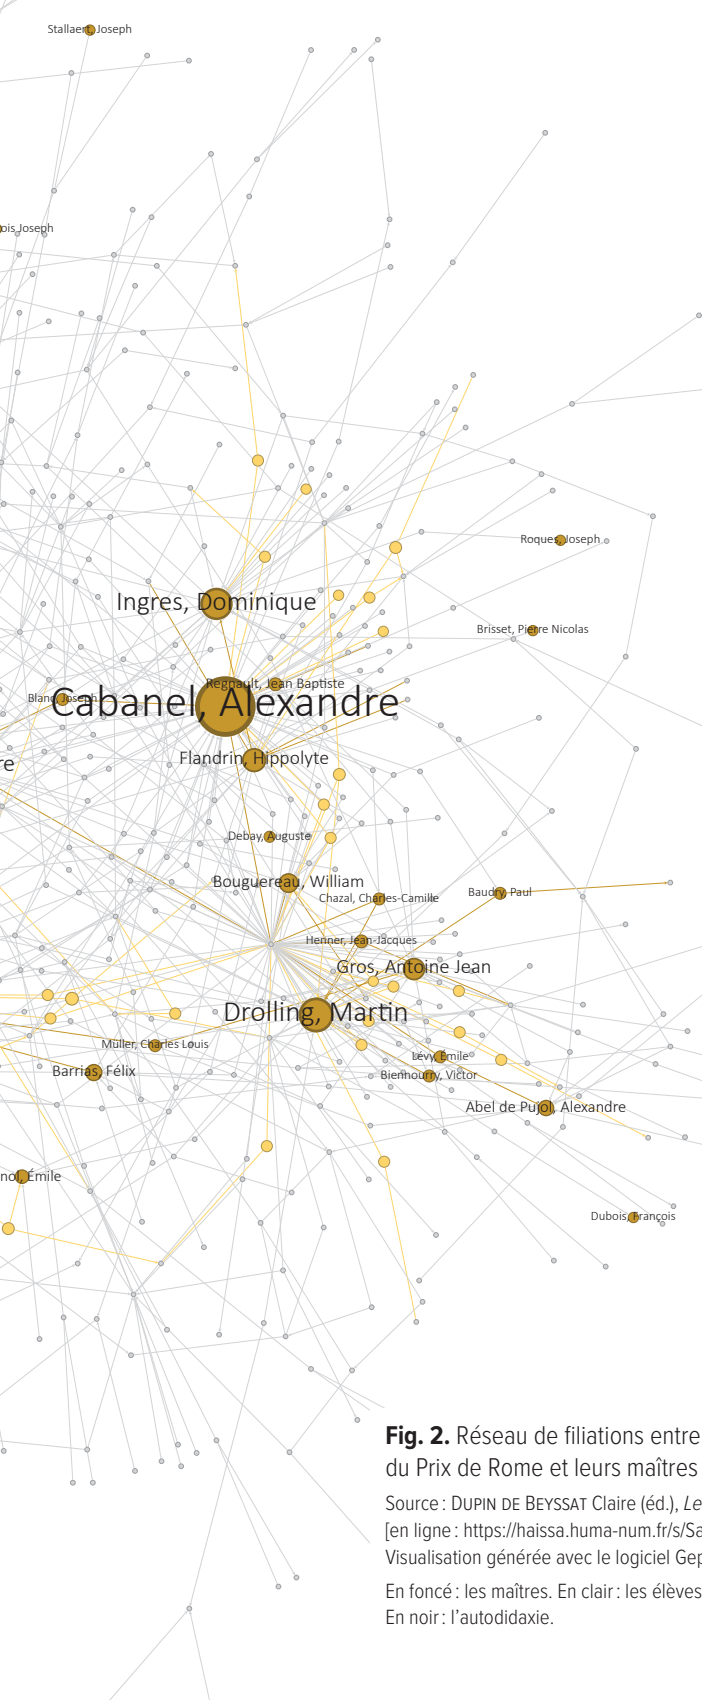 Stallaert, Joseph
ois Joseph
Roques, Joseph
Ingres, Dominique
Brisset, Pierre Nicolas
Regnault, Jean Baptiste
Blanc, Joseph
Cabanel, Alexandre
Flandrin, Hippolyte
re
Debay, Auguste
Bouguereau, William
Chazal, Charles-Camille
Baudry, Paul
Henner, Jean-Jacques
Gros, Antoine Jean
Drolling, Martin
Müller, Charles Louis
Lévy, Émile
Barrias, Félix
Biennourry, Victor
Abel de Pujol, Alexandre
nol, Émile
Dubois, François
Fig. 2. Réseau de filiations entre
du Prix de Rome et leurs maîtres
Source : DUPIN DE BEYSSAT Claire (éd.), Le
[en ligne : https://haissa.huma-num.fr/s/Sa
Visualisation générée avec le logiciel Gep
En foncé : les maîtres. En clair : les élèves
En noir : l'autodidaxie.